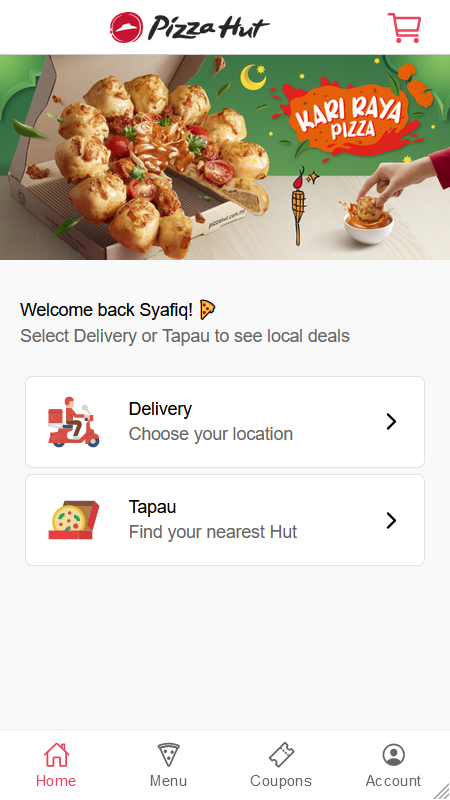 Pizza Hut
KARI RAYA
PIZZA
pizzahut.com.my
Welcome back Syafiq!
Select Delivery or Tapau to see local deals
Delivery
Choose your location
Tapau
Find your nearest Hut
Home
Menu
Coupons
Account